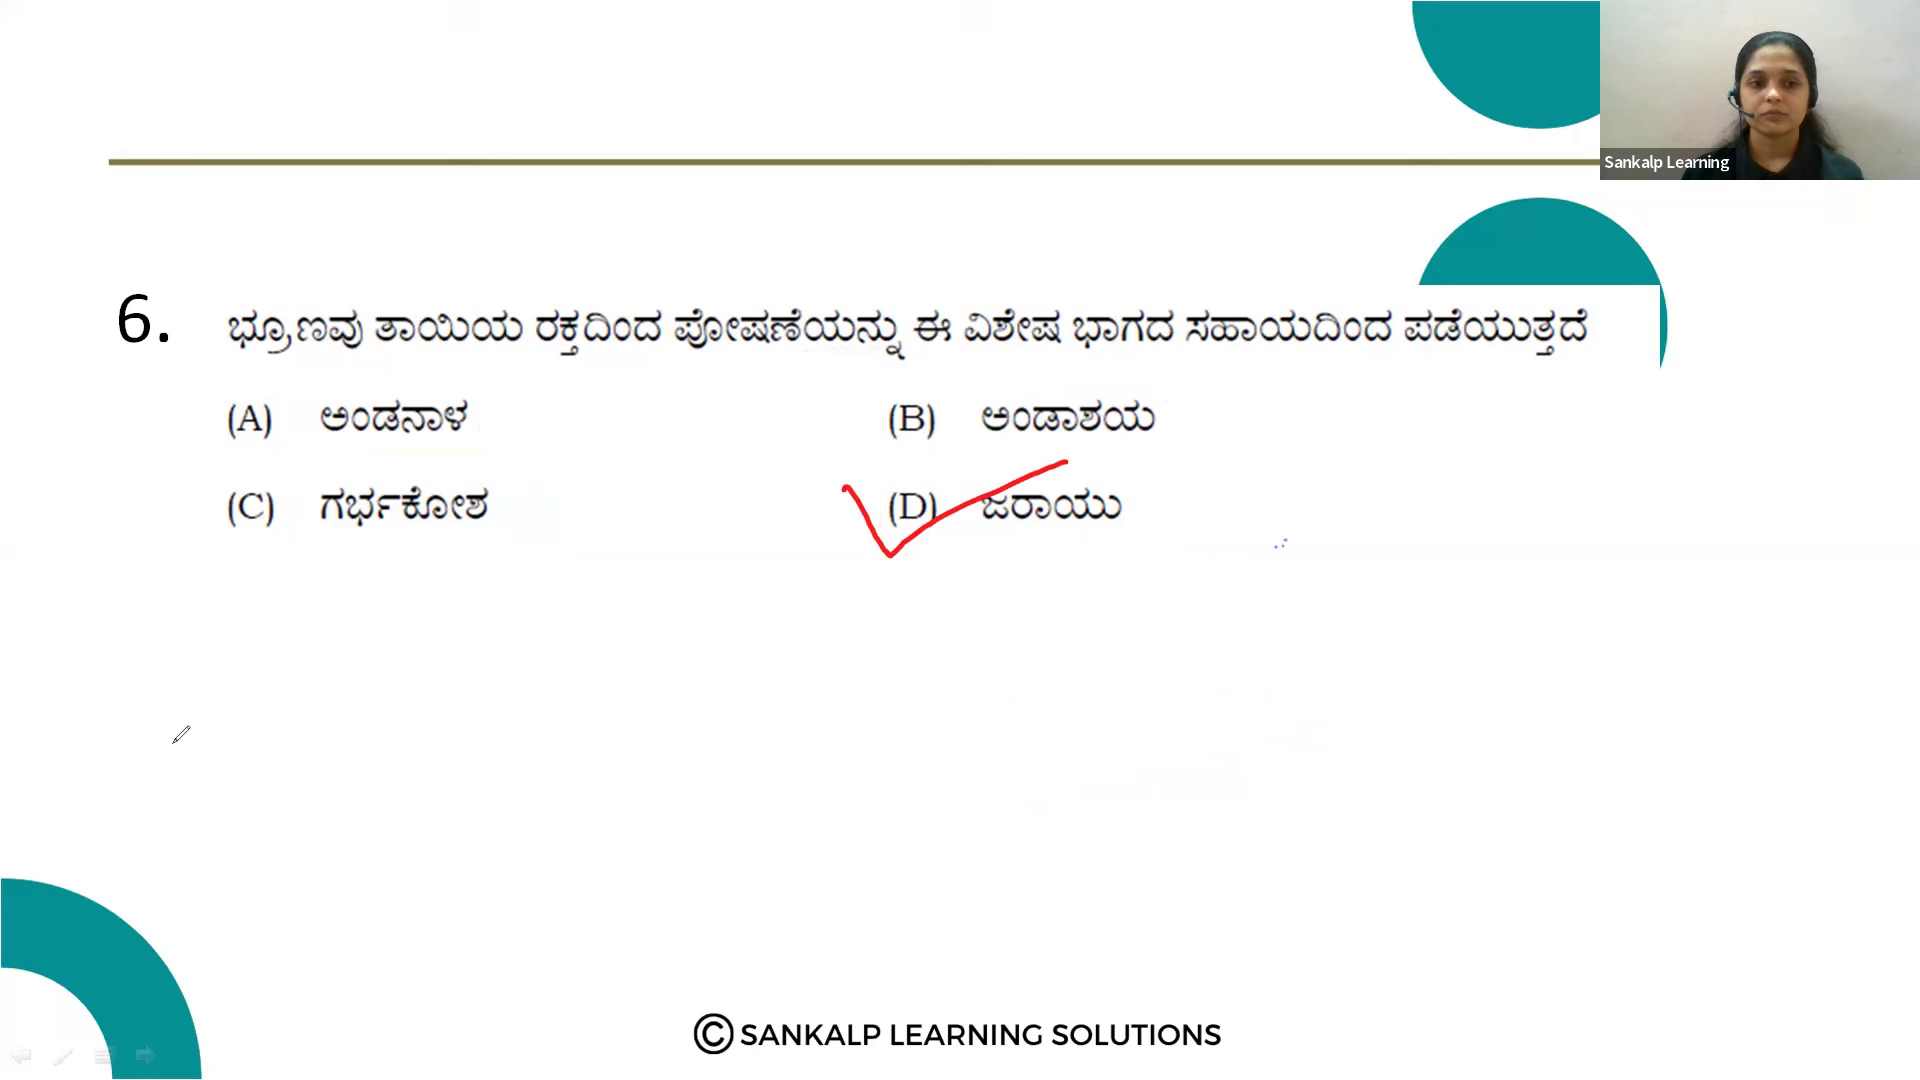 Sankalp Learning
6. ಭ್ರೂಣವು ತಾಯಿಯ ರಕ್ತದಿಂದ ಪೋಷಣೆಯನ್ನು ಈ ವಿಶೇಷ ಭಾಗದ ಸಹಾಯದಿಂದ ಪಡೆಯುತ್ತದೆ
(A) ಅಂಡನಾಳ (B) ಅಂಡಾಶಯ
(C) ಗರ್ಭಕೋಶ (D) ಜರಾಯು
© SANKALP LEARNING SOLUTIONS